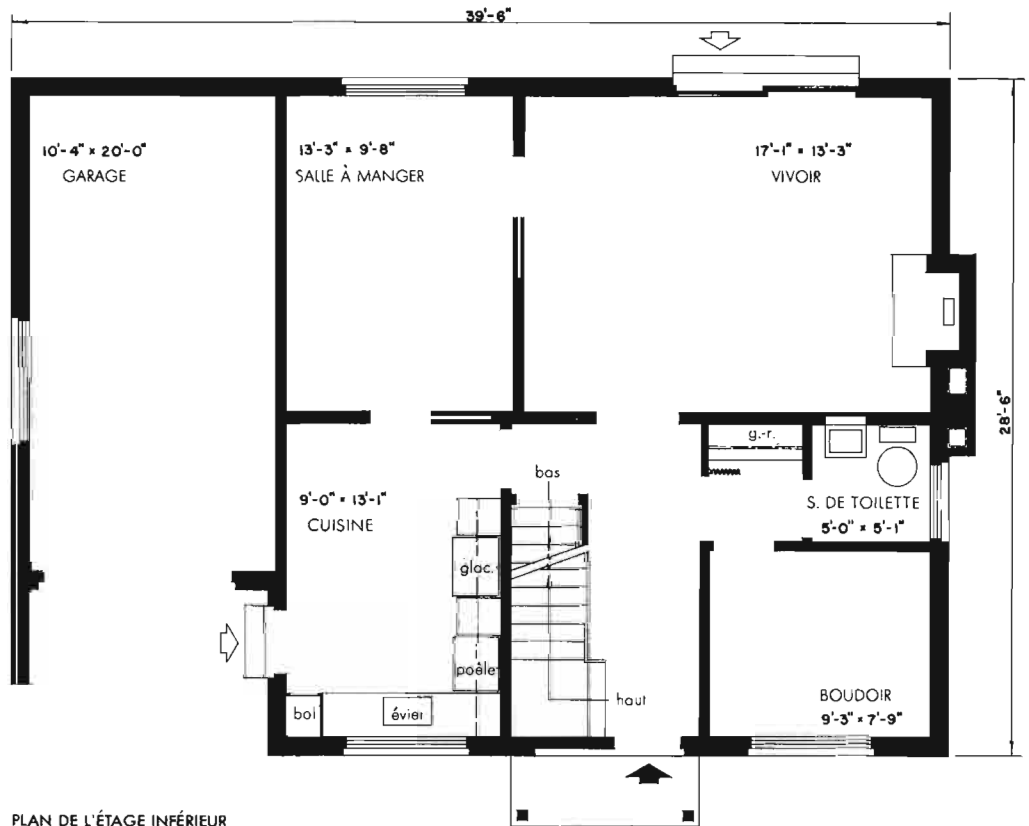 39'-6"
10'-4" × 20'-0"
GARAGE
13'-3" × 9'-8"
SALLE À MANGER
17'-1" × 13'-3"
VIVOIR
28'-6"
g.-r.
bas
9'-0" × 13'-1"
CUISINE
S. DE TOILETTE
5'-0" × 5'-1"
glac.
poêle
haut
BOUDOIR
9'-3" × 7'-9"
bal
évier
PLAN DE L'ÉTAGE INFÉRIEUR